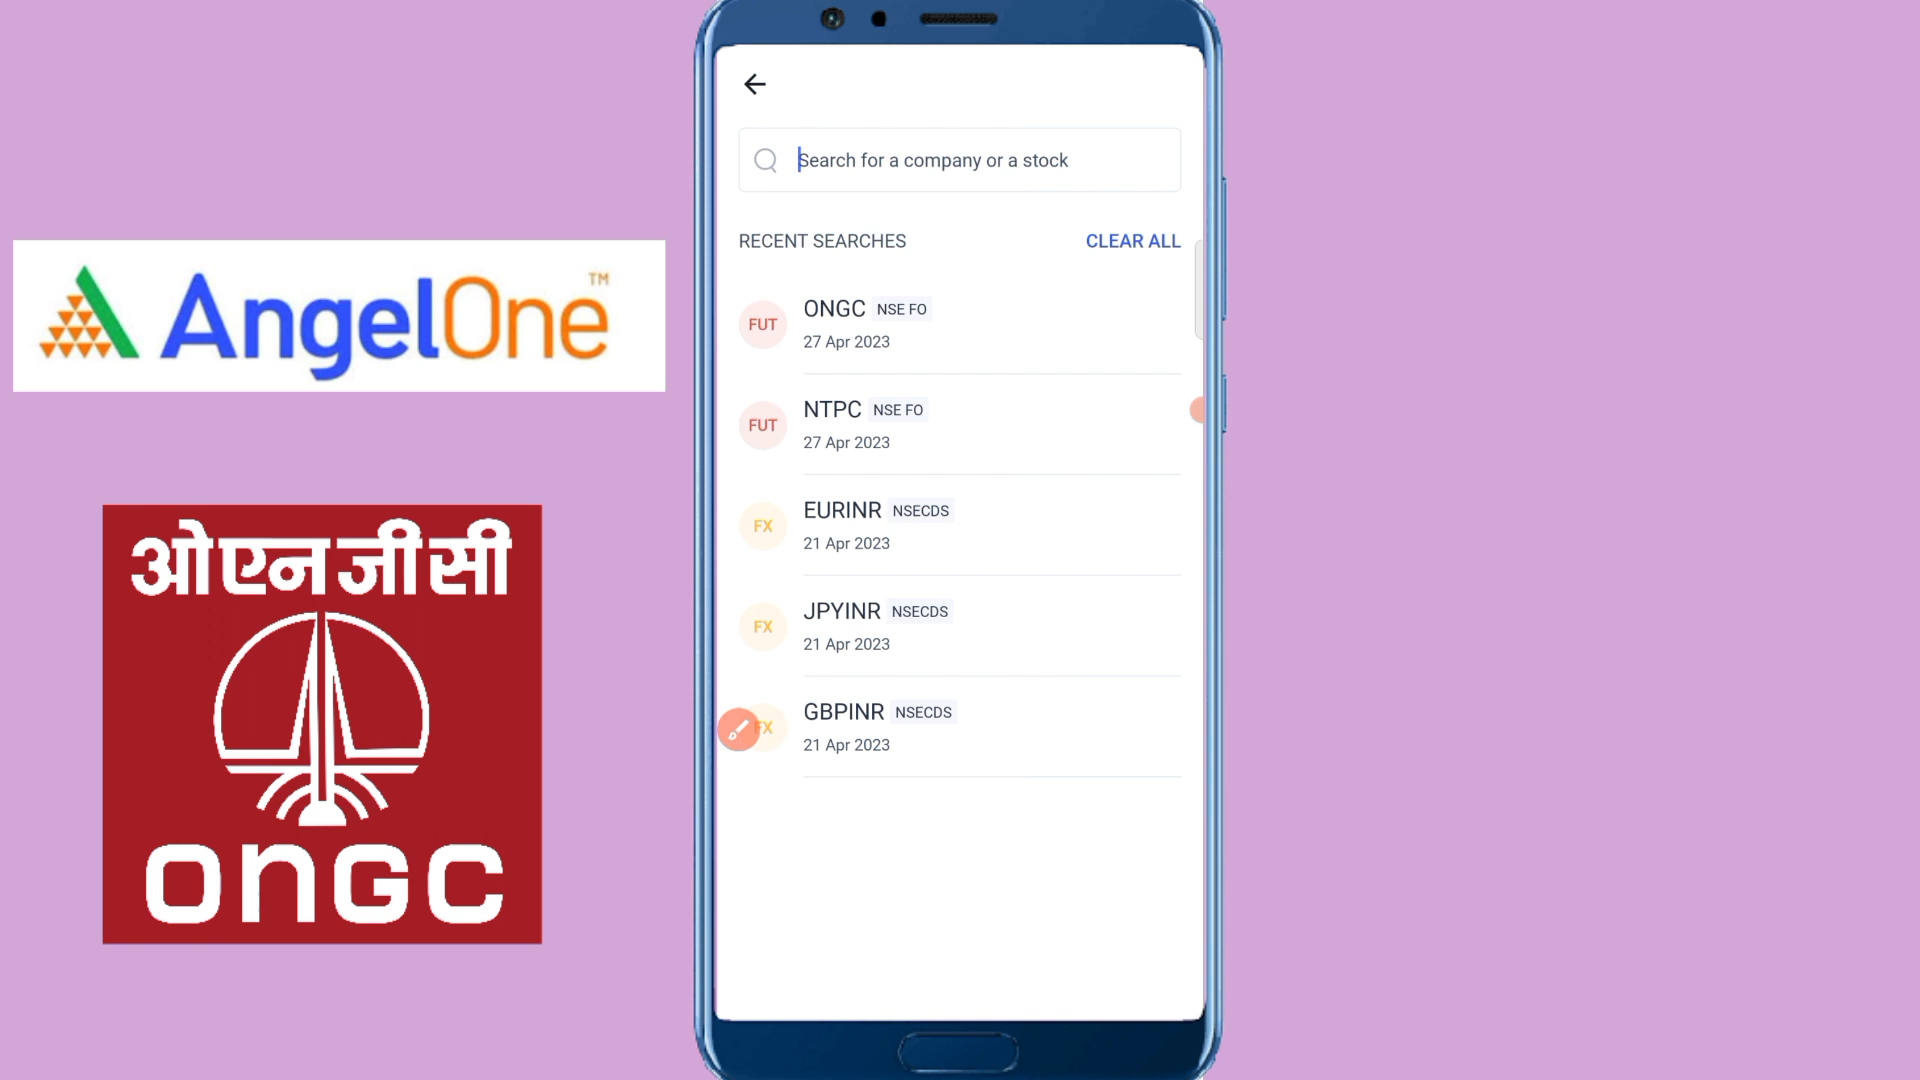 AngelOne™
ओएनजीसी
ONGC
Search for a company or a stock
RECENT SEARCHES CLEAR ALL
FUT ONGC NSE FO
27 Apr 2023
FUT NTPC NSE FO
27 Apr 2023
FX EURINR NSECDS
21 Apr 2023
FX JPYINR NSECDS
21 Apr 2023
FX GBPINR NSECDS
21 Apr 2023